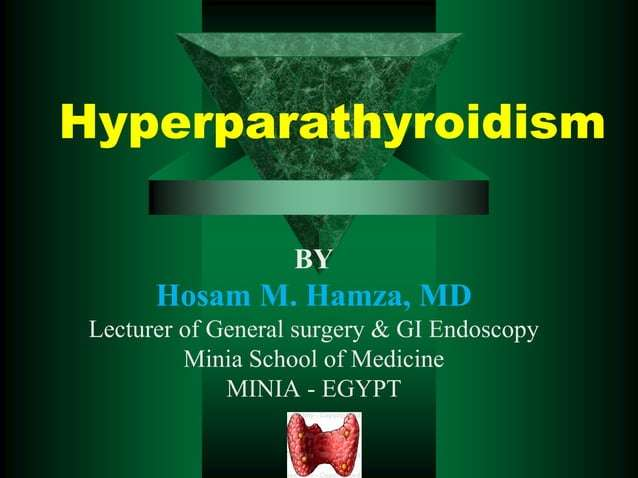 Hyperparathyroidism
BY
Hosam M. Hamza, MD
Lecturer of General surgery & GI Endoscopy
Minia School of Medicine
MINIA - EGYPT